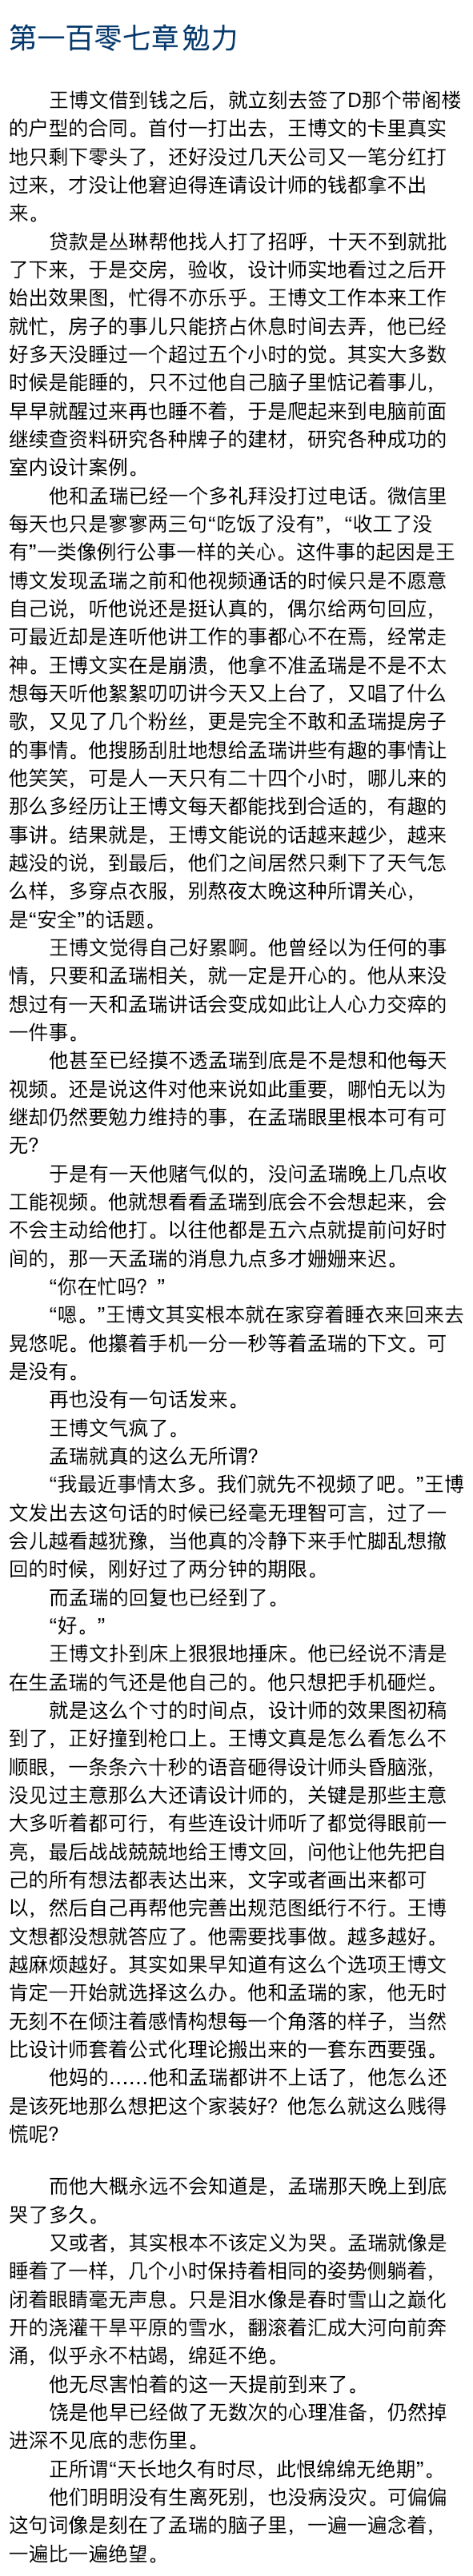 第一百零七章 勉力
王博文借到钱之后，就立刻去签了D那个带阁楼
的户型的合同。首付一打出去，王博文的卡里真实
地只剩下零头了，还好没过几天公司又一笔分红打
过来，才没让他窘迫得连请设计师的钱都拿不出
来。
贷款是丛琳帮他找人打了招呼，十天不到就批
了下来，于是交房，验收，设计师实地看过之后开
始出效果图，忙得不亦乐乎。王博文工作本来工作
就忙，房子的事儿只能挤占休息时间去弄，他已经
好多天没睡过一个超过五个小时的觉。其实大多数
时候是能睡的，只不过他自己脑子里惦记着事儿，
早早就醒过来再也睡不着，于是爬起来到电脑前面
继续查资料研究各种牌子的建材，研究各种成功的
室内设计案例。
他和孟瑞已经一个多礼拜没打过电话。微信里
每天也只是寥寥两三句“吃饭了没有”，“收工了没
有”一类像例行公事一样的关心。这件事的起因是王
博文发现孟瑞之前和他视频通话的时候只是不愿意
自己说，听他说还是挺认真的，偶尔给两句回应，
可最近却是连听他讲工作的事都心不在焉，经常走
神。王博文实在是崩溃，他拿不准孟瑞是不是不太
想每天听他絮絮叨叨讲今天又上台了，又唱了什么
歌，又见了几个粉丝，更是完全不敢和孟瑞提房子
的事情。他搜肠刮肚地想给孟瑞讲些有趣的事情让
他笑笑，可是人一天只有二十四个小时，哪儿来的
那么多经历让王博文每天都能找到合适的，有趣的
事讲。结果就是，王博文能说的话越来越少，越来
越没的说，到最后，他们之间居然只剩下了天气怎
么样，多穿点衣服，别熬夜太晚这种所谓关心，
是“安全”的话题。
王博文觉得自己好累啊。他曾经以为任何的事
情，只要和孟瑞相关，就一定是开心的。他从来没
想过有一天和孟瑞讲话会变成如此让人心力交瘁的
一件事。
他甚至已经摸不透孟瑞到底是不是想和他每天
视频。还是说这件对他来说如此重要，哪怕无以为
继却仍然要勉力维持的事，在孟瑞眼里根本可有可
无？
于是有一天他赌气似的，没问孟瑞晚上几点收
工能视频。他就想看看孟瑞到底会不会想起来，会
不会主动给他打。以往他都是五六点就提前问好时
间的，那一天孟瑞的消息九点多才姗姗来迟。
“你在忙吗？”
“嗯。”王博文其实根本就在家穿着睡衣来回来去
晃悠呢。他攥着手机一分一秒等着孟瑞的下文。可
是没有。
再也没有一句话发来。
王博文气疯了。
孟瑞就真的这么无所谓？
“我最近事情太多。我们就先不视频了吧。”王博
文发出去这句话的时候已经毫无理智可言，过了一
会儿越看越犹豫，当他真的冷静下来手忙脚乱想撤
回的时候，刚好过了两分钟的期限。
而孟瑞的回复也已经到了。
“好。”
王博文扑到床上狠狠地捶床。他已经说不清是
在生孟瑞的气还是他自己的。他只想把手机砸烂。
就是这么个寸的时间点，设计师的效果图初稿
到了，正好撞到枪口上。王博文真是怎么看怎么不
顺眼，一条条六十秒的语音砸得设计师头昏脑涨，
没见过主意那么大还请设计师的，关键是那些主意
大多听着都可行，有些连设计师听了都觉得眼前一
亮，最后战战兢兢地给王博文回，问他让他先把自
己的所有想法都表达出来，文字或者画出来都可
以，然后自己再帮他完善出规范图纸行不行。王博
文想都没想就答应了。他需要找事做。越多越好。
越麻烦越好。其实如果早知道有这么个选项王博文
肯定一开始就选择这么办。他和孟瑞的家，他无时
无刻不在倾注着感情构想每一个角落的样子，当然
比设计师套着公式化理论搬出来的一套东西要强。
他妈的……他和孟瑞都讲不上话了，他怎么还
是该死地那么想把这个家装好？他怎么就这么贱得
慌呢？
而他大概永远不会知道是，孟瑞那天晚上到底
哭了多久。
又或者，其实根本不该定义为哭。孟瑞就像是
睡着了一样，几个小时保持着相同的姿势侧躺着，
闭着眼睛毫无声息。只是泪水像是春时雪山之巅化
开的浇灌干旱平原的雪水，翻滚着汇成大河向前奔
涌，似乎永不枯竭，绵延不绝。
他无尽害怕着的这一天提前到来了。
饶是他早已经做了无数次的心理准备，仍然掉
进深不见底的悲伤里。
正所谓“天长地久有时尽，此恨绵绵无绝期”。
他们明明没有生离死别，也没病没灾。可偏偏
这句词像是刻在了孟瑞的脑子里，一遍一遍念着，
一遍比一遍绝望。